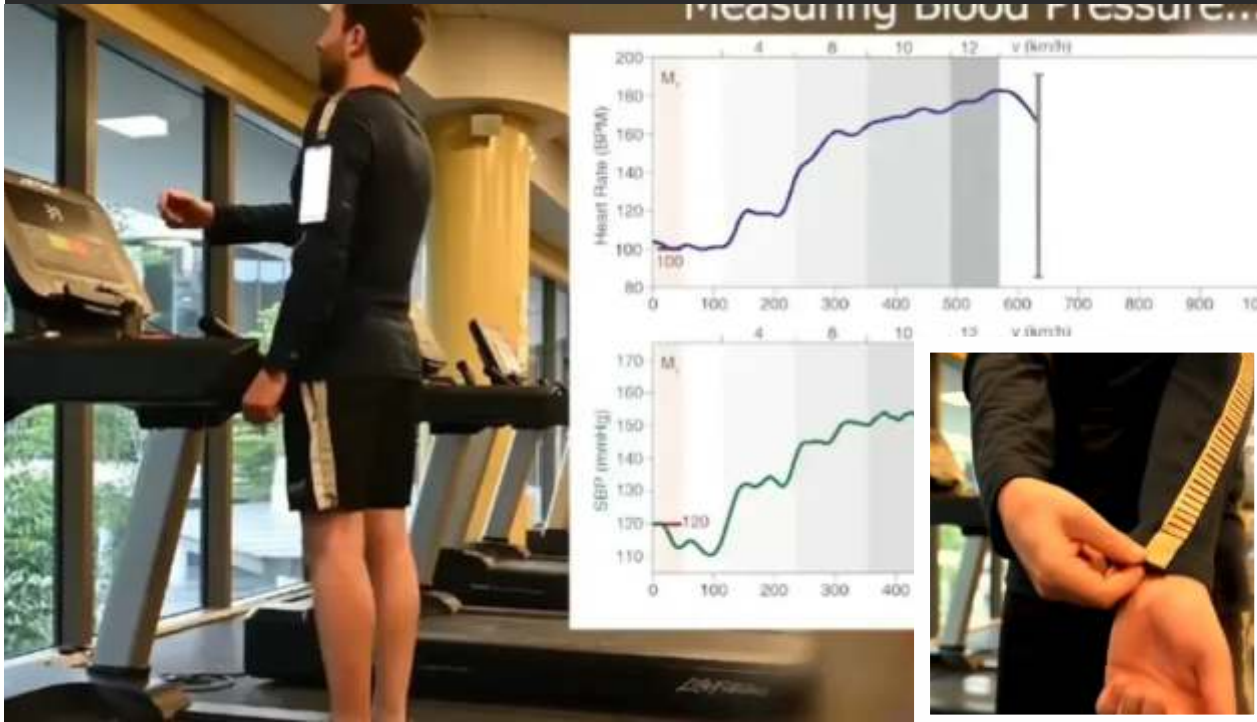 Measuring Blood Pressure...
4 8 10 12 v (km/h)
200
M
180
160
140
120
100
80
100
Heart Rate (BPM)
0 100 200 300 400 500 600 700 800 900
4 8 10 12 v (km/h)
170
M
160
150
140
130
120
110
120
SBP (mmHg)
0 100 200 300 400
Life Fitness